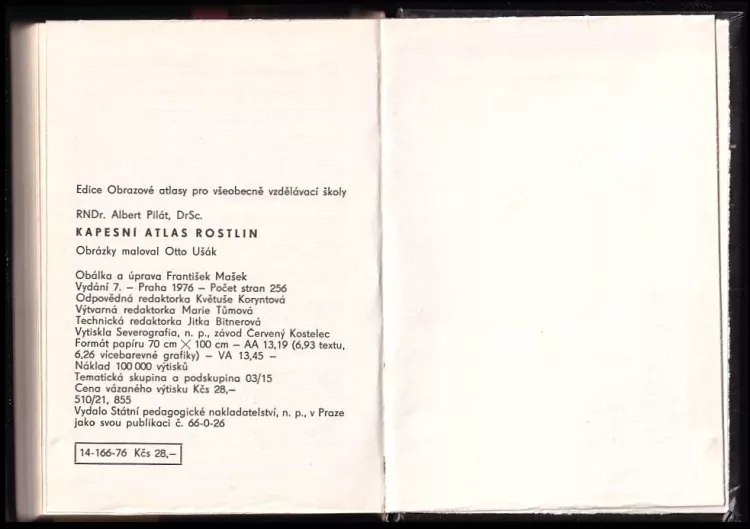 Edice Obrazové atlasy pro všeobecně vzdělávací školy
RNDr. Albert Pilát, DrSc.
KAPESNÍ ATLAS ROSTLIN
Obrázky maloval Otto Ušák
Obálka a úprava František Mašek
Vydání 7. – Praha 1976 – Počet stran 256
Odpovědná redaktorka Květuše Koryntová
Výtvarná redaktorka Marie Tůmová
Technická redaktorka Jitka Bitnerová
Vytiskla Severografia, n. p., závod Červený Kostelec
Formát papíru 70 cm × 100 cm – AA 13,19 (6,93 textu,
6,26 vícebarevné grafiky) – VA 13,45 –
Náklad 100 000 výtisků
Tematická skupina a podskupina 03/15
Cena vázaného výtisku Kčs 28,–
510/21, 855
Vydalo Státní pedagogické nakladatelství, n. p., v Praze
jako svou publikaci č. 66-0-26
14-166-76 Kčs 28,–